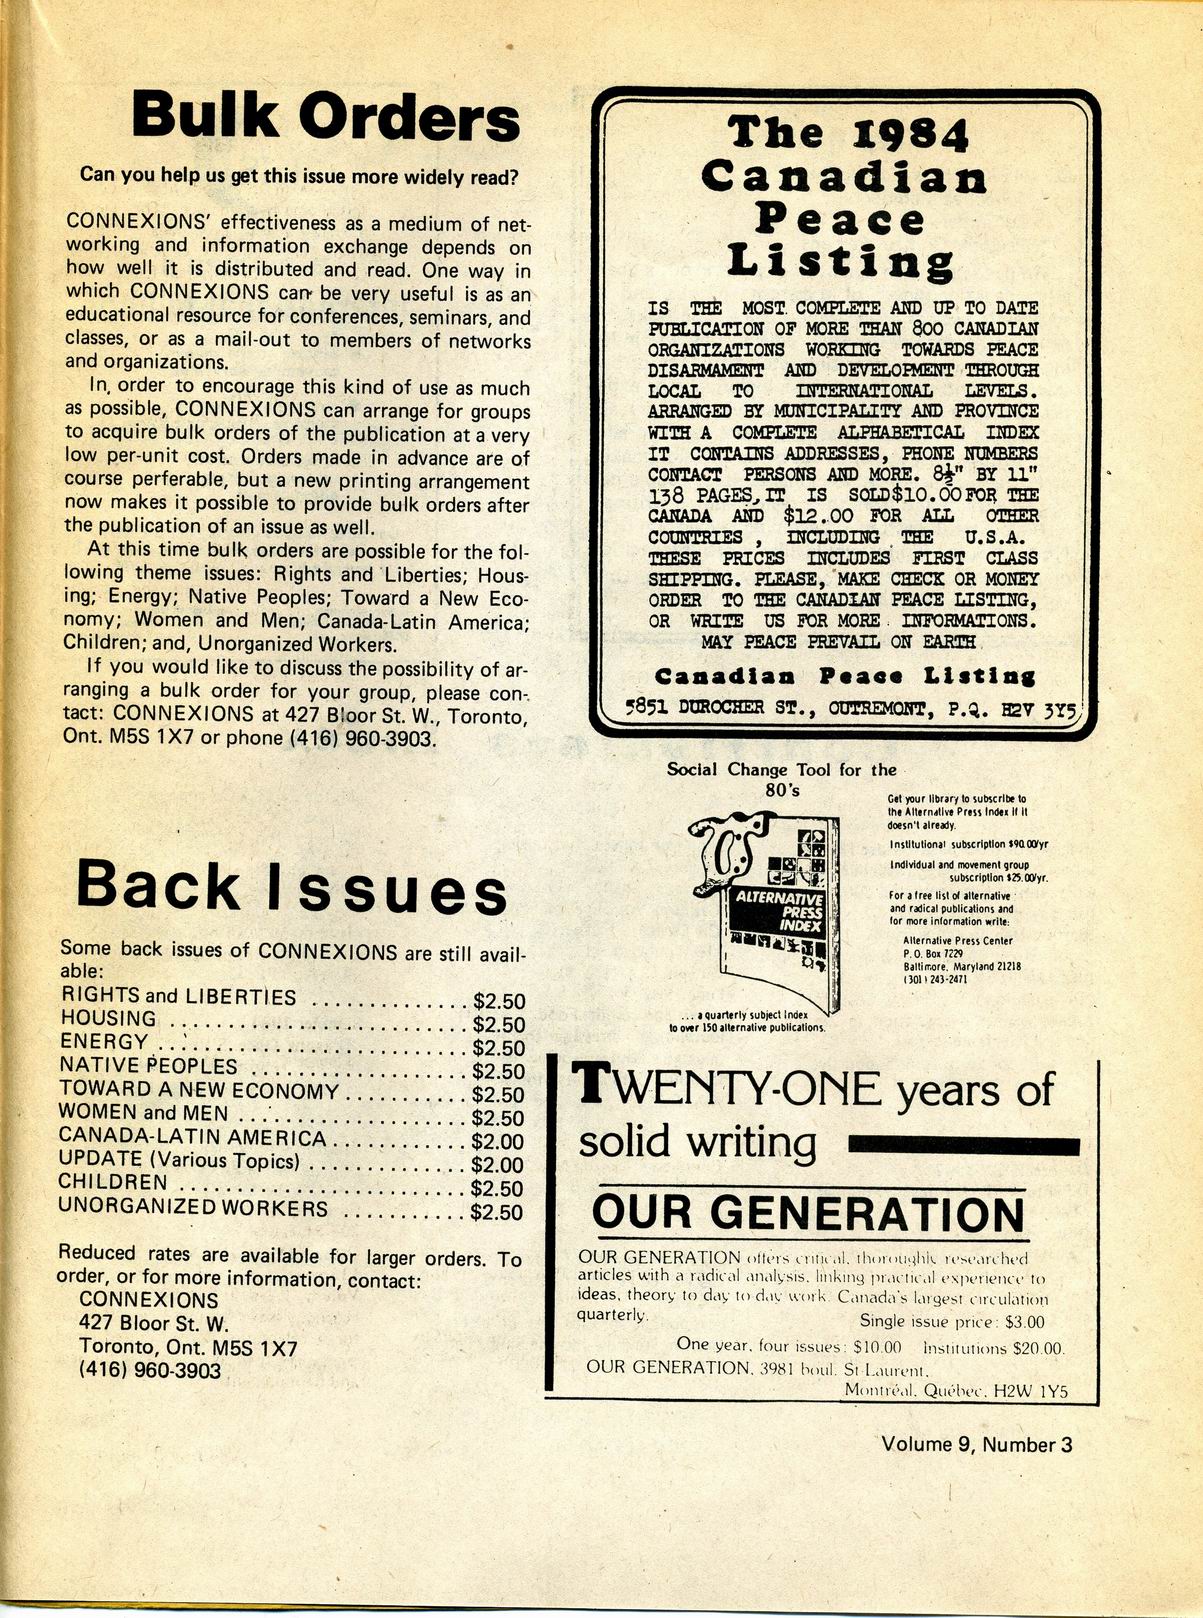 Bulk Orders
Can you help us get this issue more widely read?
CONNEXIONS' effectiveness as a medium of net-
working and information exchange depends on
how well it is distributed and read. One way in
which CONNEXIONS can be very useful is as an
educational resource for conferences, seminars, and
classes, or as a mail-out to members of networks
and organizations.
In order to encourage this kind of use as much
as possible, CONNEXIONS can arrange for groups
to acquire bulk orders of the publication at a very
low per-unit cost. Orders made in advance are of
course perferable, but a new printing arrangement
now makes it possible to provide bulk orders after
the publication of an issue as well.
At this time bulk orders are possible for the fol-
lowing theme issues: Rights and Liberties; Hous-
ing; Energy; Native Peoples; Toward a New Eco-
nomy; Women and Men; Canada-Latin America;
Children; and, Unorganized Workers.
If you would like to discuss the possibility of ar-
ranging a bulk order for your group, please con-
tact: CONNEXIONS at 427 Bloor St. W., Toronto,
Ont. M5S 1X7 or phone (416) 960-3903.
Back Issues
Some back issues of CONNEXIONS are still avail-
able:
RIGHTS and LIBERTIES .............. $2.50
HOUSING .......................... $2.50
ENERGY ........................... $2.50
NATIVE PEOPLES ................... $2.50
TOWARD A NEW ECONOMY ........... $2.50
WOMEN and MEN .................... $2.50
CANADA-LATIN AMERICA ............ $2.00
UPDATE (Various Topics) ............. $2.00
CHILDREN ......................... $2.50
UNORGANIZED WORKERS ........... $2.50
Reduced rates are available for larger orders. To
order, or for more information, contact:
CONNEXIONS
427 Bloor St. W.
Toronto, Ont. M5S 1X7
(416) 960-3903
The 1984
Canadian
Peace
Listing
IS THE MOST COMPLETE AND UP TO DATE
PUBLICATION OF MORE THAN 800 CANADIAN
ORGANIZATIONS WORKING TOWARDS PEACE
DISARMAMENT AND DEVELOPMENT THROUGH
LOCAL TO INTERNATIONAL LEVELS.
ARRANGED BY MUNICIPALITY AND PROVINCE
WITH A COMPLETE ALPHABETICAL INDEX
IT CONTAINS ADDRESSES, PHONE NUMBERS
CONTACT PERSONS AND MORE. 8½" BY 11"
138 PAGES, IT IS SOLD $10.00 FOR THE
CANADA AND $12.00 FOR ALL OTHER
COUNTRIES , INCLUDING THE U.S.A.
THESE PRICES INCLUDES FIRST CLASS
SHIPPING. PLEASE, MAKE CHECK OR MONEY
ORDER TO THE CANADIAN PEACE LISTING,
OR WRITE US FOR MORE INFORMATIONS.
MAY PEACE PREVAIL ON EARTH
Canadian Peace Listing
5851 DUROCHER ST., OUTREMONT, P.Q. H2V 3Y5
Social Change Tool for the
80's
ALTERNATIVE
PRESS
INDEX
... a quarterly subject index
to over 150 alternative publications.
Get your library to subscribe to
the Alternative Press Index if it
doesn't already.
Institutional subscription $90.00/yr
Individual and movement group
subscription $25.00/yr.
For a free list of alternative
and radical publications and
for more information write:
Alternative Press Center
P.O. Box 7229
Baltimore, Maryland 21218
(301) 243-2471
TWENTY-ONE years of
solid writing
OUR GENERATION
OUR GENERATION offers critical, thoroughly researched
articles with a radical analysis, linking practical experience to
ideas, theory to day to day work. Canada's largest circulation
quarterly.
Single issue price: $3.00
One year, four issues: $10.00 Institutions $20.00.
OUR GENERATION, 3981 boul. St-Laurent,
Montréal, Québec, H2W 1Y5
Volume 9, Number 3